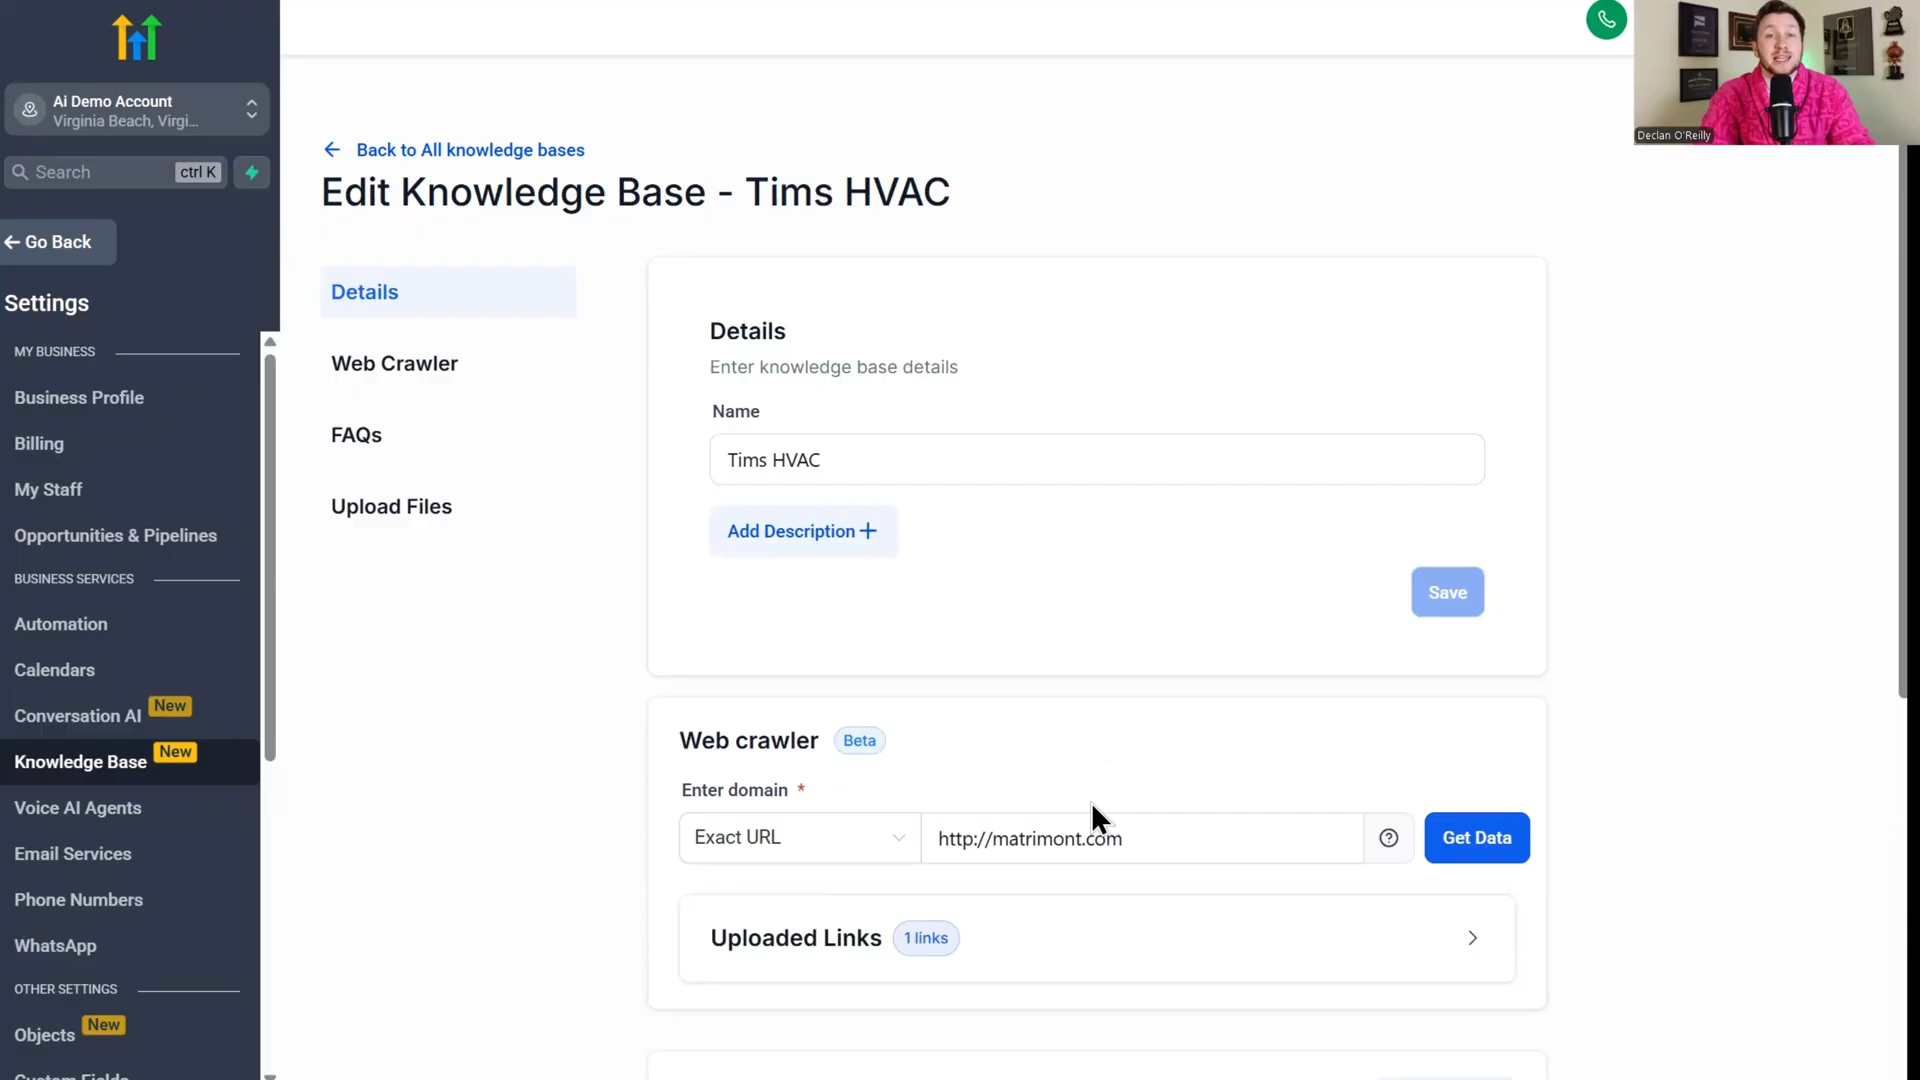 Ai Demo Account
Virginia Beach, Virgi...
Search ctrl K
Go Back
Settings
MY BUSINESS
Business Profile
Billing
My Staff
Opportunities & Pipelines
BUSINESS SERVICES
Automation
Calendars
Conversation AI New
Knowledge Base New
Voice AI Agents
Email Services
Phone Numbers
WhatsApp
OTHER SETTINGS
Objects New
Custom Fields
Back to All knowledge bases
Edit Knowledge Base - Tims HVAC
Details
Web Crawler
FAQs
Upload Files
Details
Enter knowledge base details
Name
Tims HVAC
Add Description +
Save
Web crawler Beta
Enter domain *
Exact URL http://matrimont.com Get Data
Uploaded Links 1 links
Declan O'Reilly